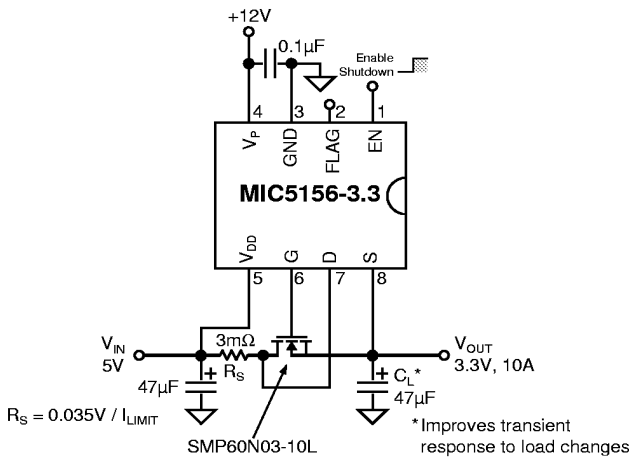 +12V
0.1µF
Enable
Shutdown
4
3
2
1
VP
GND
FLAG
EN
MIC5156-3.3
VDD
G
D
S
5
6
7
8
VIN
5V
3mΩ
RS
VOUT
3.3V, 10A
47µF
CL*
47µF
RS = 0.035V / ILIMIT
SMP60N03-10L
*Improves transient
response to load changes